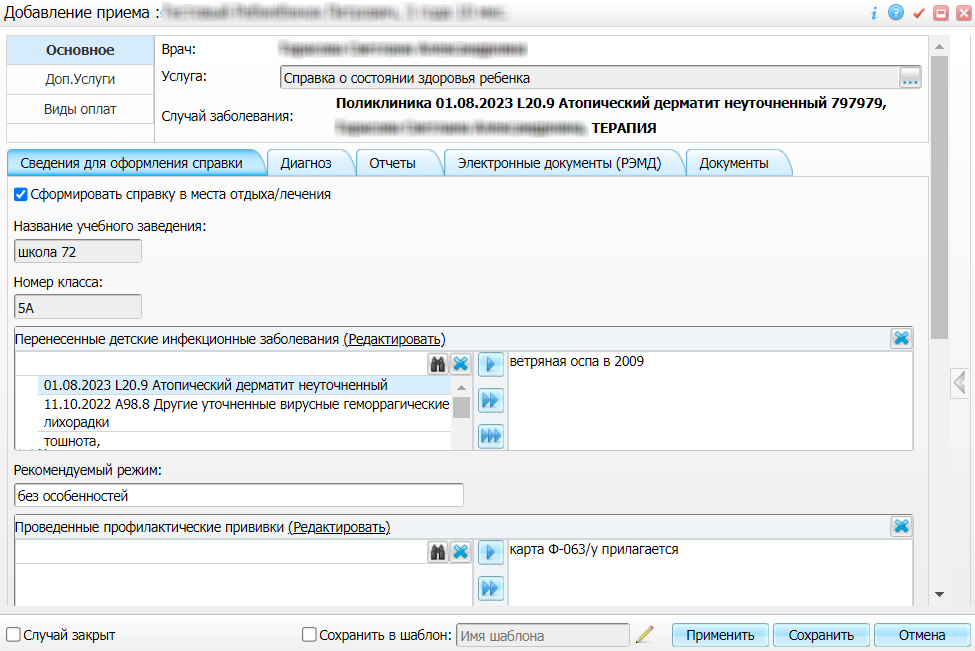 Добавление приема :
Основное
Доп.Услуги
Виды оплат
Врач:
Услуга: Справка о состоянии здоровья ребенка ...
Случай заболевания: Поликлиника 01.08.2023 L20.9 Атопический дерматит неуточненный 797979,
ТЕРАПИЯ
Сведения для оформления справки Диагноз Отчеты Электронные документы (РЭМД) Документы
Сформировать справку в места отдыха/лечения
Название учебного заведения:
школа 72
Номер класса:
5А
Перенесенные детские инфекционные заболевания (Редактировать)
ветряная оспа в 2009
01.08.2023 L20.9 Атопический дерматит неуточненный
11.10.2022 A98.8 Другие уточненные вирусные геморрагические
лихорадки
тошнота,
Рекомендуемый режим:
без особенностей
Проведенные профилактические прививки (Редактировать)
карта Ф-063/у прилагается
Случай закрыт Сохранить в шаблон: Имя шаблона Применить Сохранить Отмена